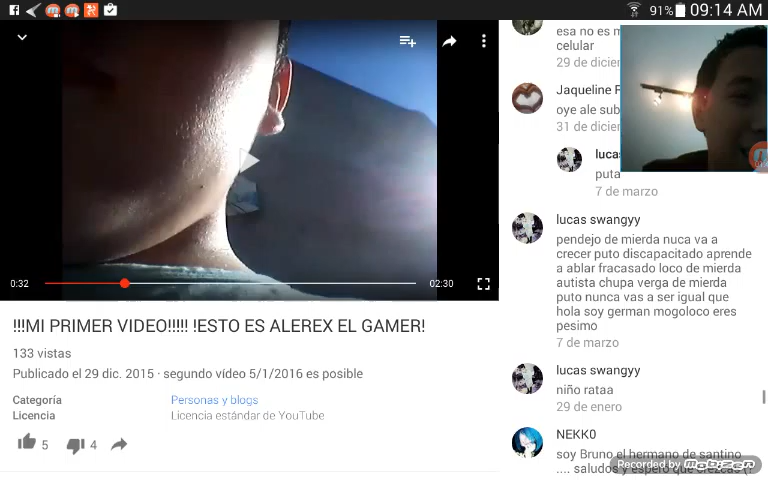 91% 09:14 AM
0:32
02:30
!!!MI PRIMER VIDEO!!!!! !ESTO ES ALEREX EL GAMER!
133 vistas
Publicado el 29 dic. 2015 · segundo vídeo 5/1/2016 es posible
Categoría Personas y blogs
Licencia Licencia estándar de YouTube
5 4
esa no es m
celular
29 de dicier
Jaqueline F
oye ale sub
31 de dicier
lucas
puta
7 de marzo
lucas swangyy
pendejo de mierda nuca va a
crecer puto discapacitado aprende
a ablar fracasado loco de mierda
autista chupa verga de mierda
puto nunca vas a ser igual que
hola soy german mogoloco eres
pesimo
7 de marzo
lucas swangyy
niño rataa
29 de enero
NEKK0
soy Bruno el hermano de santino
.... saludos y espero que
Recorded by mobizen